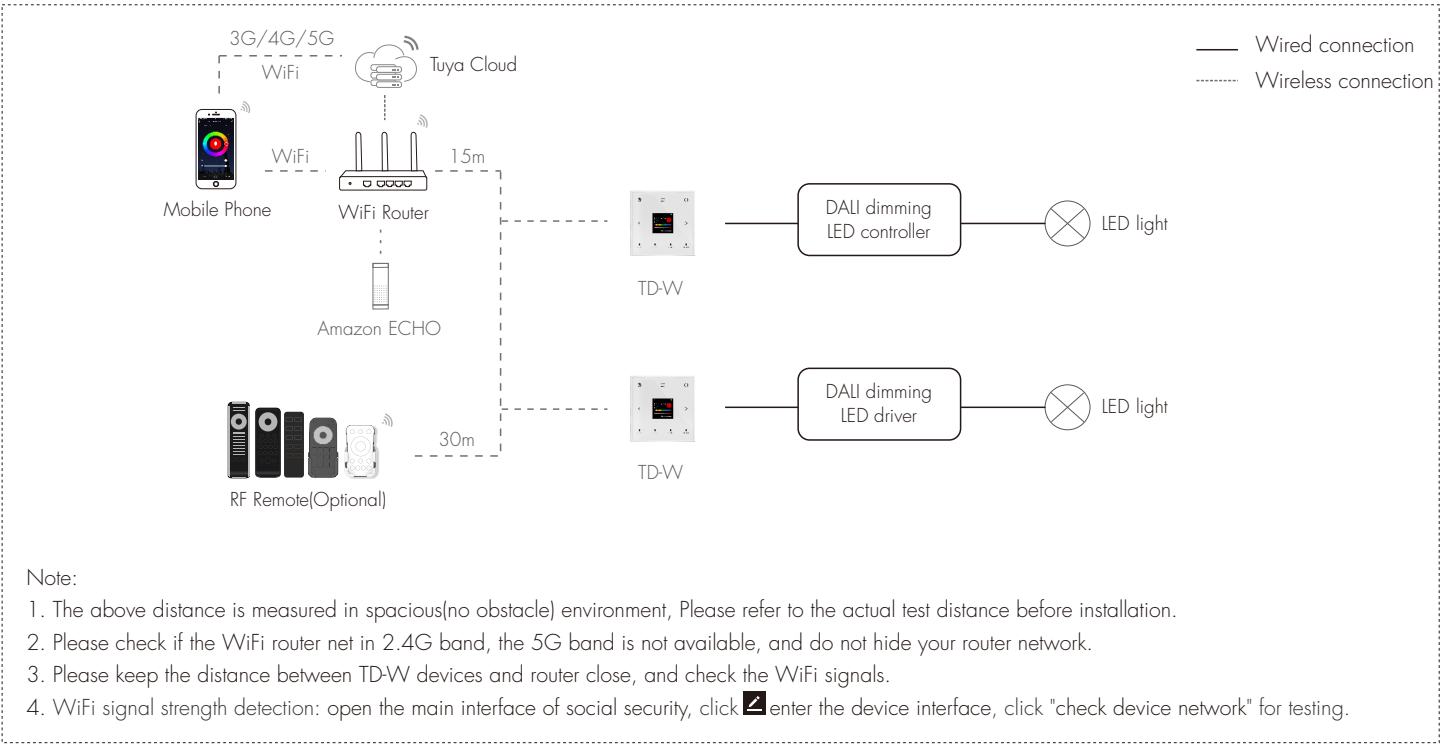 3G/4G/5G
WiFi
Tuya Cloud
Wired connection
Wireless connection
WiFi
15m
Mobile Phone
WiFi Router
DALI dimming
LED controller
LED light
TD-W
Amazon ECHO
DALI dimming
LED driver
LED light
30m
TD-W
RF Remote(Optional)
Note:
1. The above distance is measured in spacious(no obstacle) environment, Please refer to the actual test distance before installation.
2. Please check if the WiFi router net in 2.4G band, the 5G band is not available, and do not hide your router network.
3. Please keep the distance between TD-W devices and router close, and check the WiFi signals.
4. WiFi signal strength detection: open the main interface of social security, click enter the device interface, click "check device network" for testing.